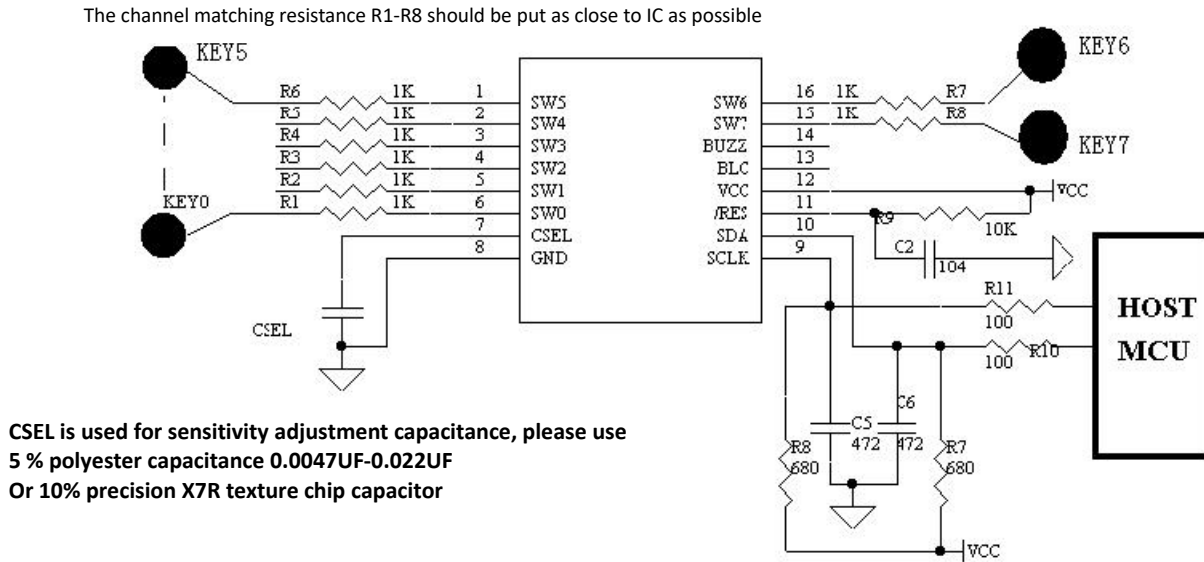 The channel matching resistance R1-R8 should be put as close to IC as possible
KEY5
KEY6
R6 1K 1 SW5
SW6 16 1K R7
R5 1K 2 SW4
SW7 15 1K R8
R4 1K 3 SW3
BUZZ 14
KEY7
R3 1K 4 SW2
BLC 13
R2 1K 5 SW1
VCC 12
VCC
KEY0
R1 1K 6 SW0
/RES 11
R9
10K
7 CSEL
SDA 10
8 GND
SCLK 9
C2
104
R11
100
HOST
MCU
CSEL
100
R10
C6
C5
472
472
R8
680
R7
680
VCC
CSEL is used for sensitivity adjustment capacitance, please use
5 % polyester capacitance 0.0047UF-0.022UF
Or 10% precision X7R texture chip capacitor